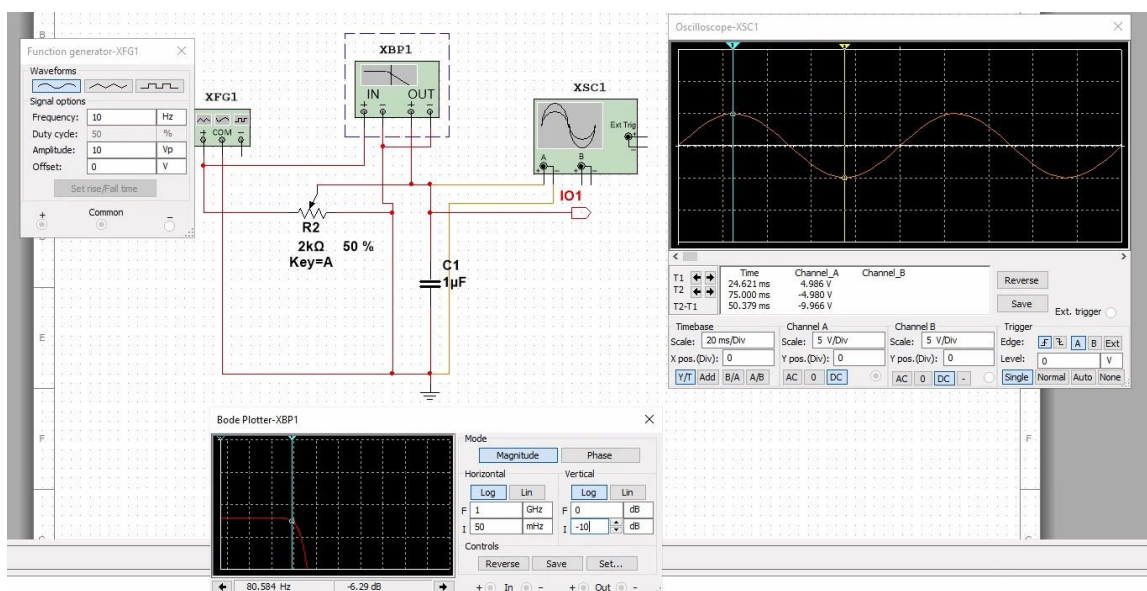 Function generator-XFG1
Waveforms
Signal options
Frequency: 10 Hz
Duty cycle: 50 %
Amplitude: 10 Vp
Offset: 0 V
Set rise/Fall time
+ Common −
XFG1
+ COM −
XBP1
IN OUT
+ − + −
XSC1
Ext Trig
+
−
A B
+ − + −
IO1
R2
2kΩ 50 %
Key=A
C1
1µF
Oscilloscope-XSC1
Time Channel_A Channel_B
T1 24.621 ms 4.986 V
T2 75.000 ms -4.980 V
T2-T1 50.379 ms -9.966 V
Reverse
Save
Ext. trigger
Timebase
Scale: 20 ms/Div
X pos.(Div): 0
Y/T Add B/A A/B
Channel A
Scale: 5 V/Div
Y pos.(Div): 0
AC 0 DC
Channel B
Scale: 5 V/Div
Y pos.(Div): 0
AC 0 DC -
Trigger
Edge: A B Ext
Level: 0 V
Single Normal Auto None
Bode Plotter-XBP1
Mode
Magnitude Phase
Horizontal Vertical
Log Lin Log Lin
F 1 GHz F 0 dB
I 50 mHz I -10 dB
Controls
Reverse Save Set...
80.584 Hz -6.29 dB
+ In − + Out −
B
E
F
F